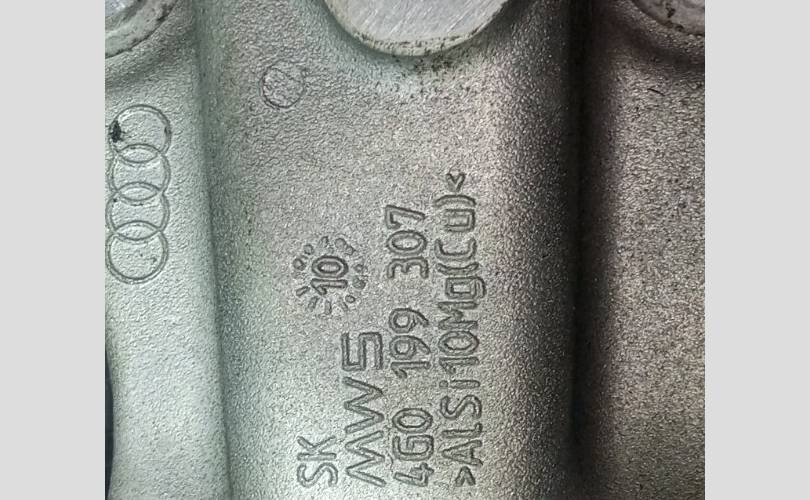 10
SK
MW5
4G0 199 307
>ALSi10Mg(Cu)<